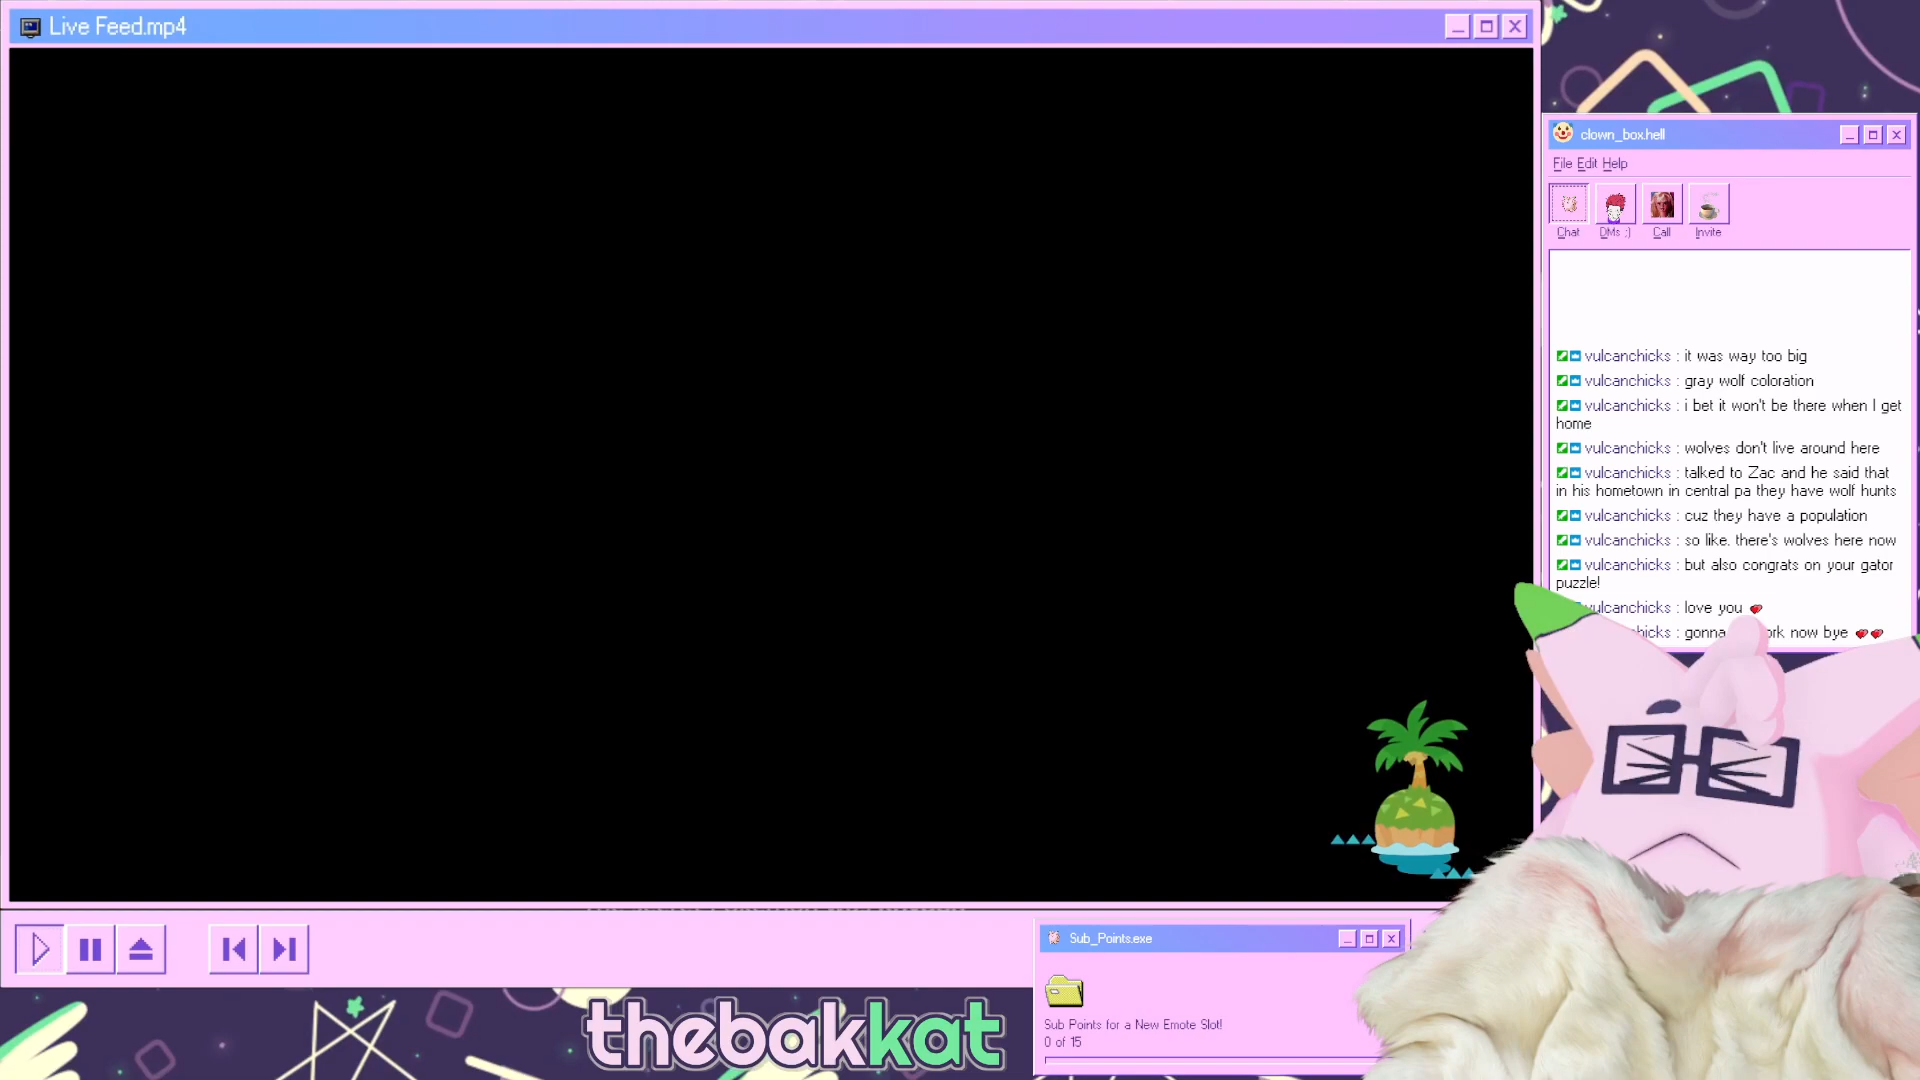 Live Feed.mp4
clown_box.hell
File Edit Help
Chat DMs ;) Call Invite
vulcanchicks : it was way too big
vulcanchicks : gray wolf coloration
vulcanchicks : i bet it won't be there when I get
home
vulcanchicks : wolves don't live around here
vulcanchicks : talked to Zac and he said that
in his hometown in central pa they have wolf hunts
vulcanchicks : cuz they have a population
vulcanchicks : so like. there's wolves here now
vulcanchicks : but also congrats on your gator
puzzle!
vulcanchicks : love you
gonna now bye
Sub_Points.exe
Sub Points for a New Emote Slot!
0 of 15
thebakkat